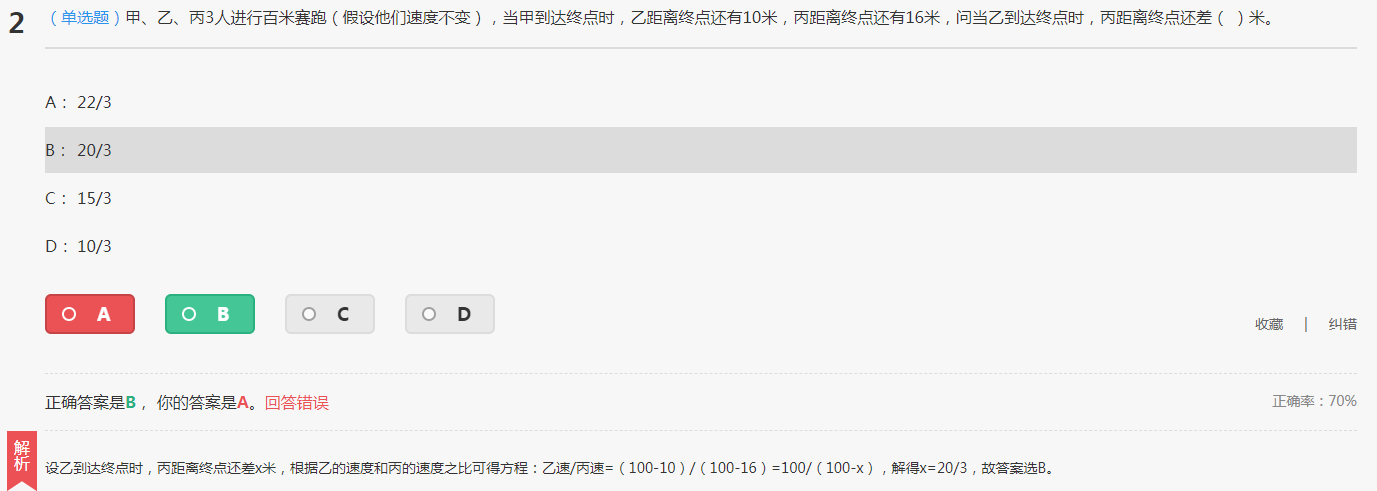 2
（单选题）甲、乙、丙3人进行百米赛跑（假设他们速度不变），当甲到达终点时，乙距离终点还有10米，丙距离终点还有16米，问当乙到达终点时，丙距离终点还差（ ）米。
A： 22/3
B： 20/3
C： 15/3
D： 10/3
A B C D
收藏 | 纠错
正确答案是B， 你的答案是A。回答错误
正确率：70%
解析
设乙到达终点时，丙距离终点还差x米，根据乙的速度和丙的速度之比可得方程：乙速/丙速=（100-10）/（100-16）=100/（100-x），解得x=20/3，故答案选B。